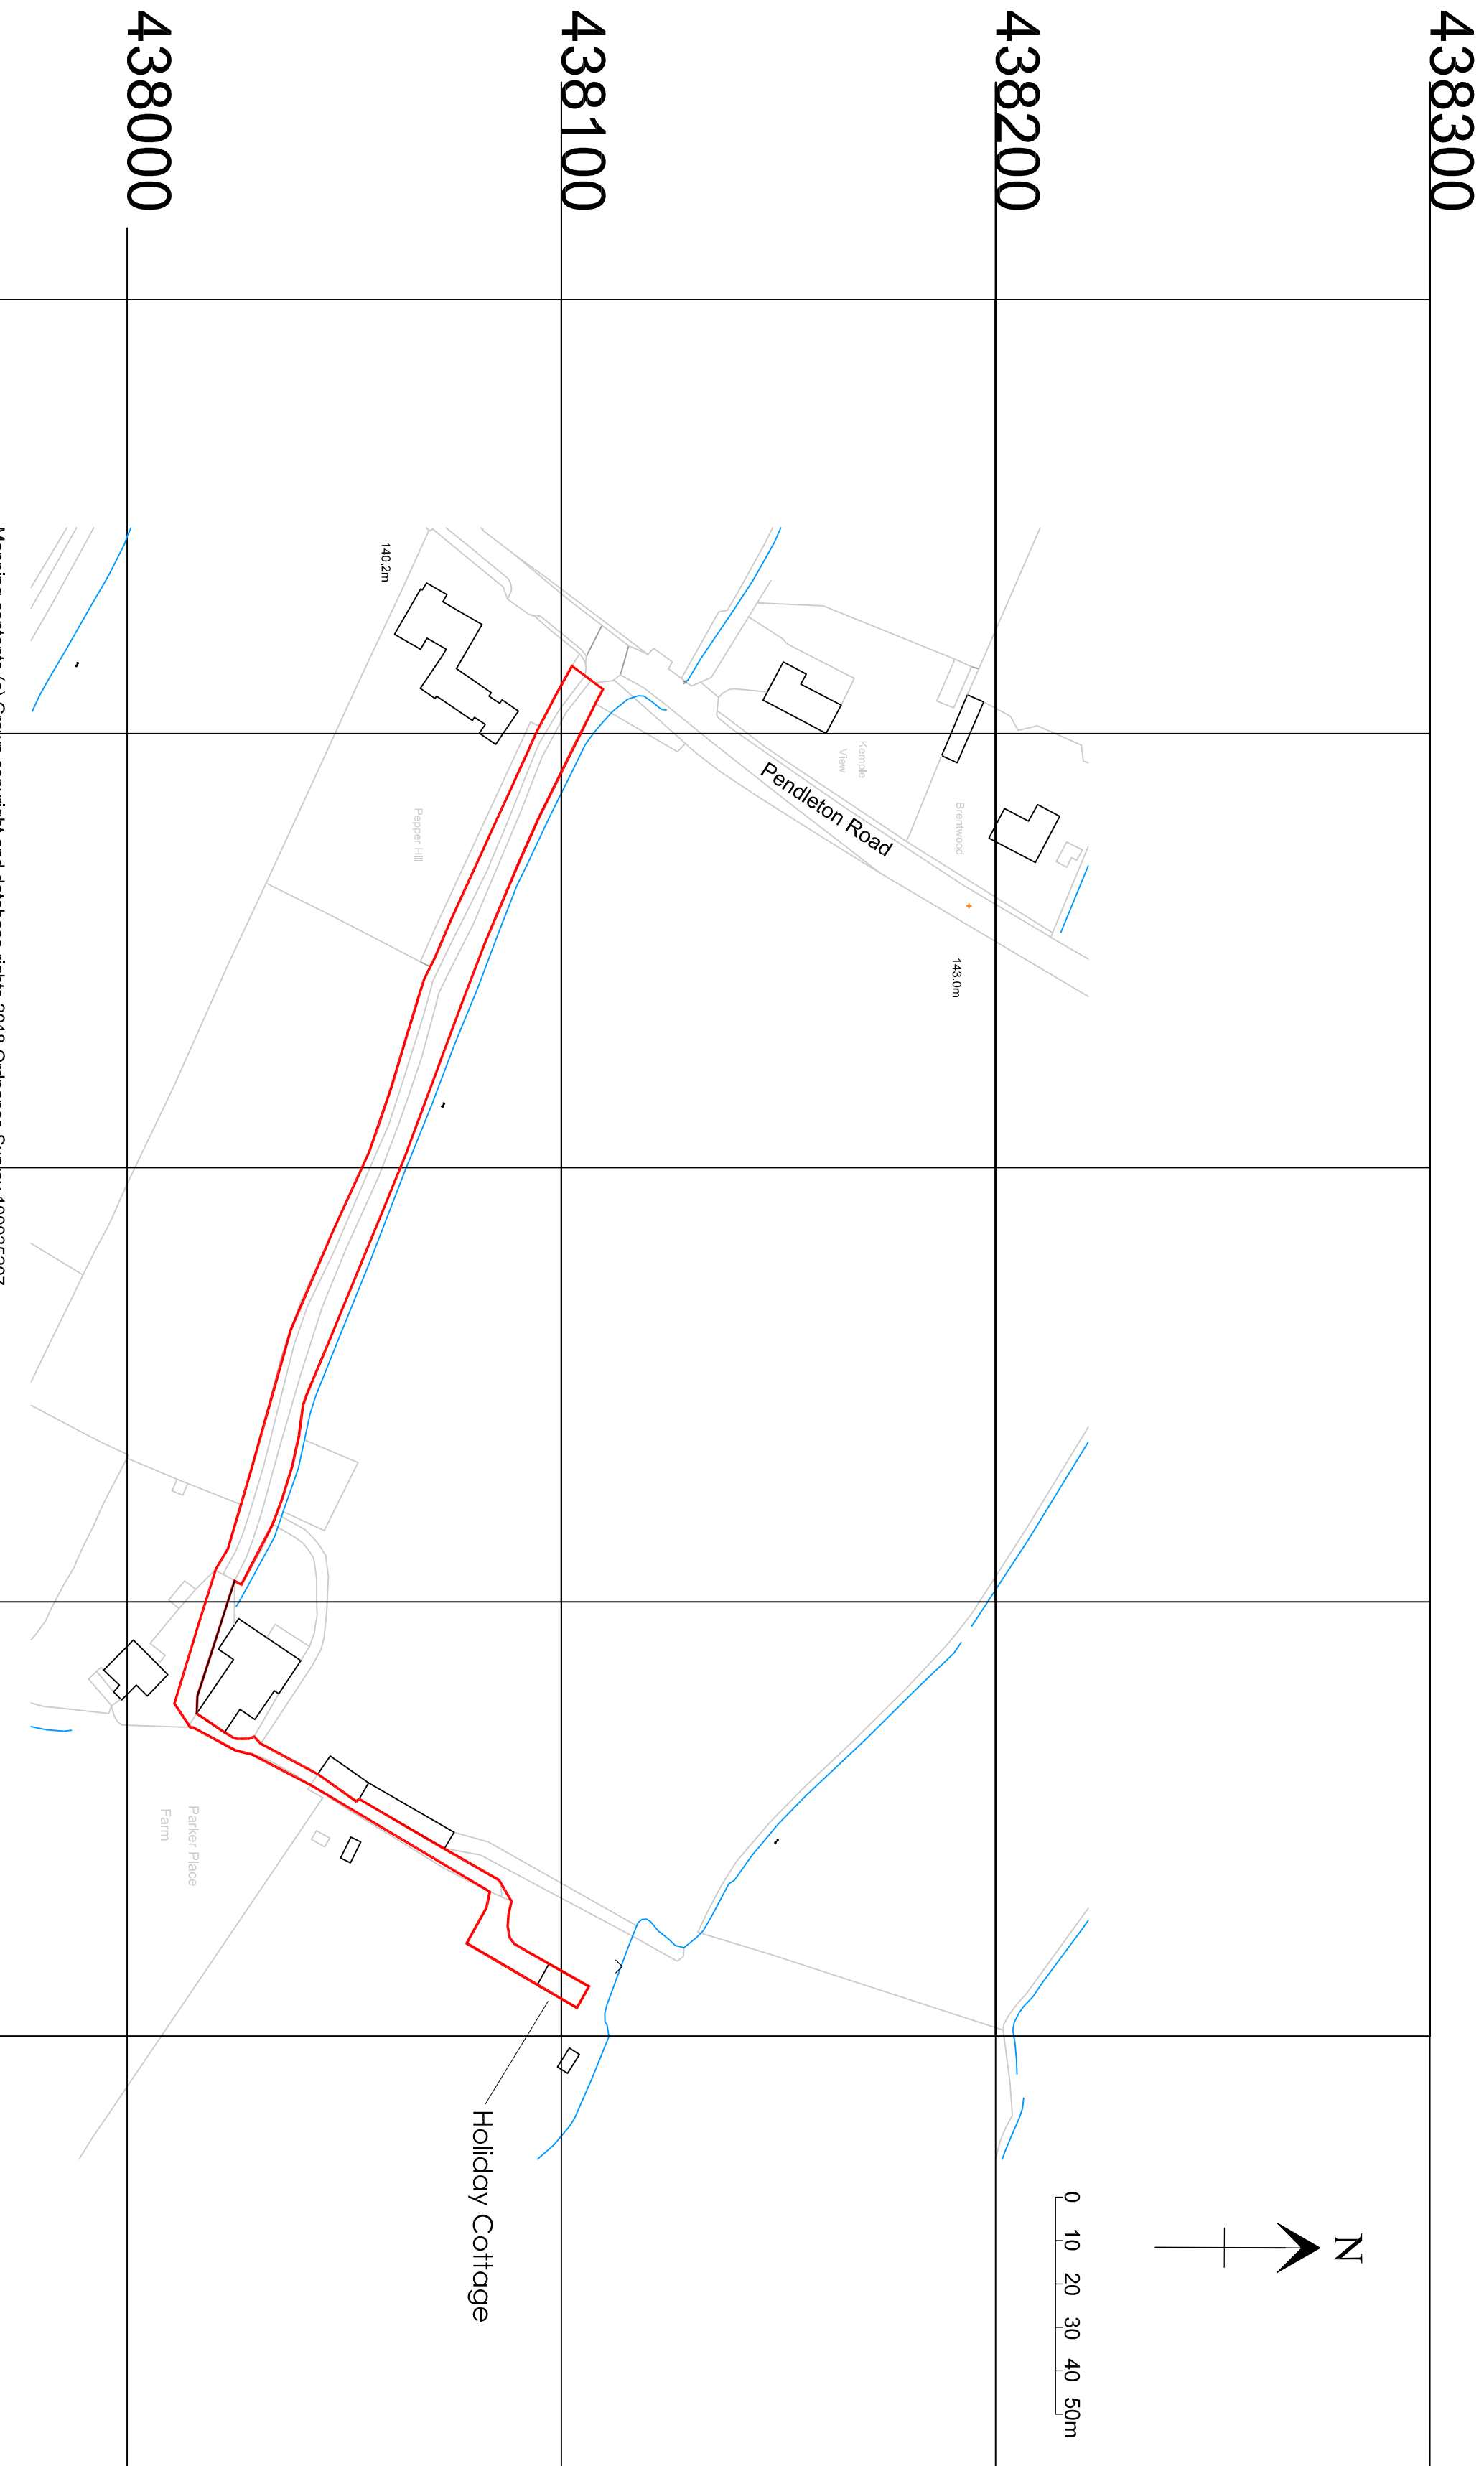 438300
438200
438100
438000
N
0 10 20 30 40 50m
Kemple
View
Brentwood
Pendleton Road
143.0m
140.2m
Pepper Hill
Parker Place
Farm
Holiday Cottage